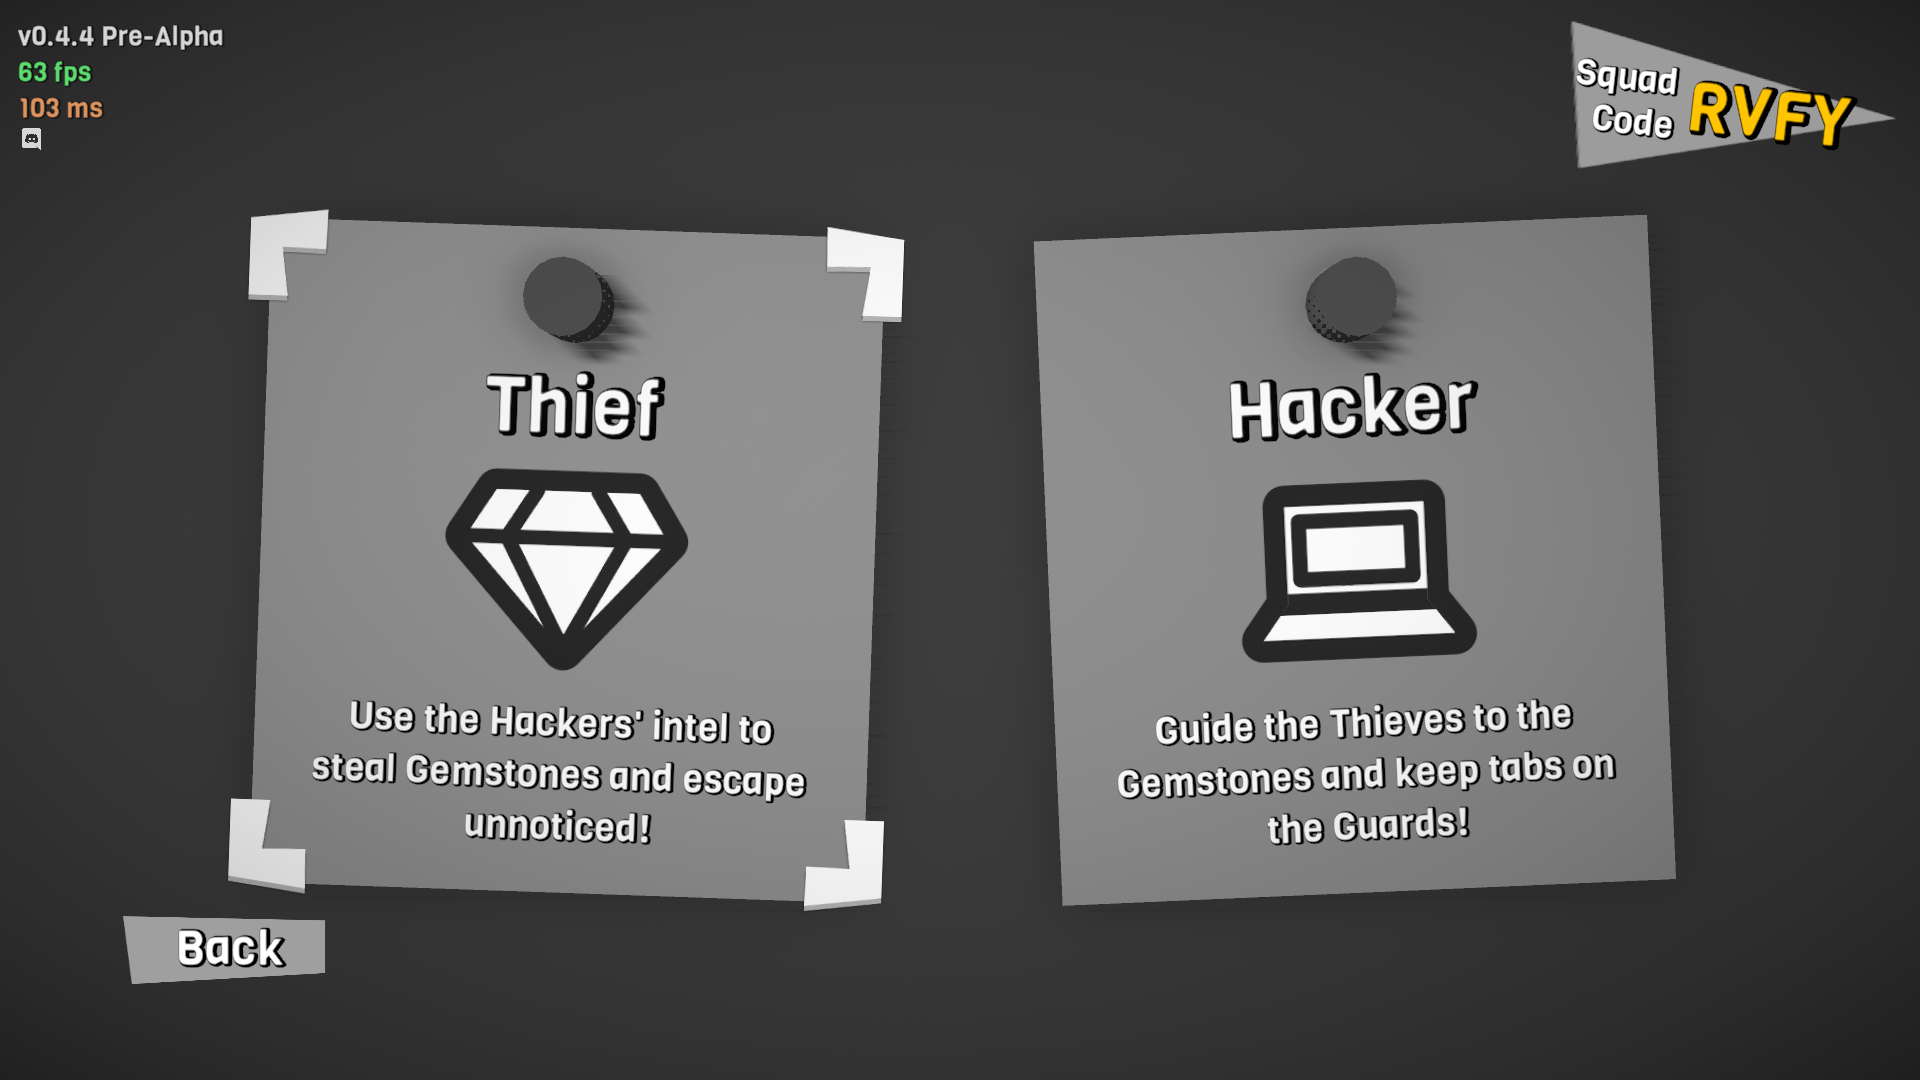 v0.4.4 Pre-Alpha
63 fps
103 ms
Squad
Code
RVFY
Thief
Use the Hackers' intel to
steal Gemstones and escape
unnoticed!
Hacker
Guide the Thieves to the
Gemstones and keep tabs on
the Guards!
Back